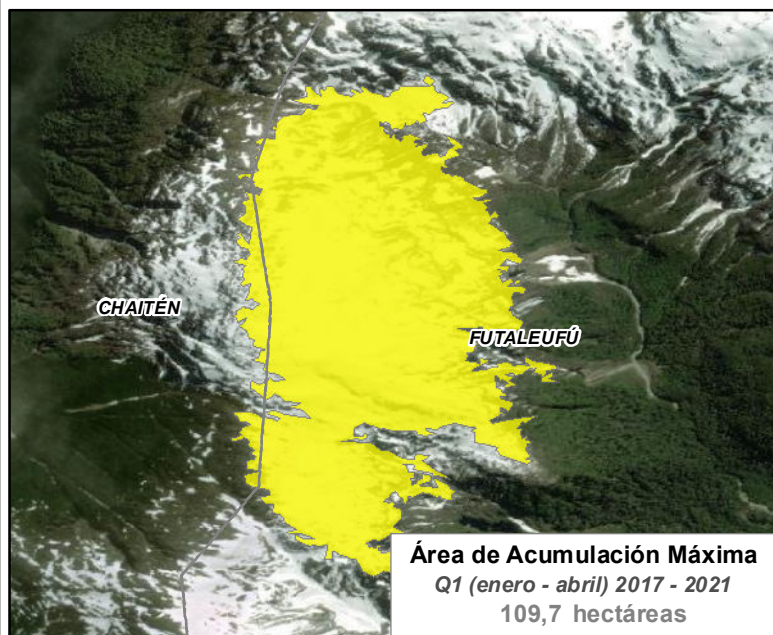 CHAITÉN
FUTALEUFÚ
Área de Acumulación Máxima
Q1 (enero - abril) 2017 - 2021
109,7 hectáreas